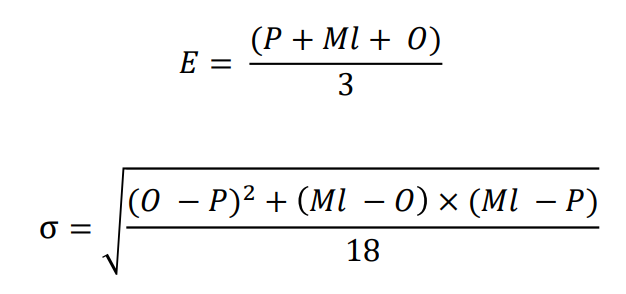 E = (P + Ml + O) / 3
σ = √((O − P)² + (Ml − O) × (Ml − P) / 18)